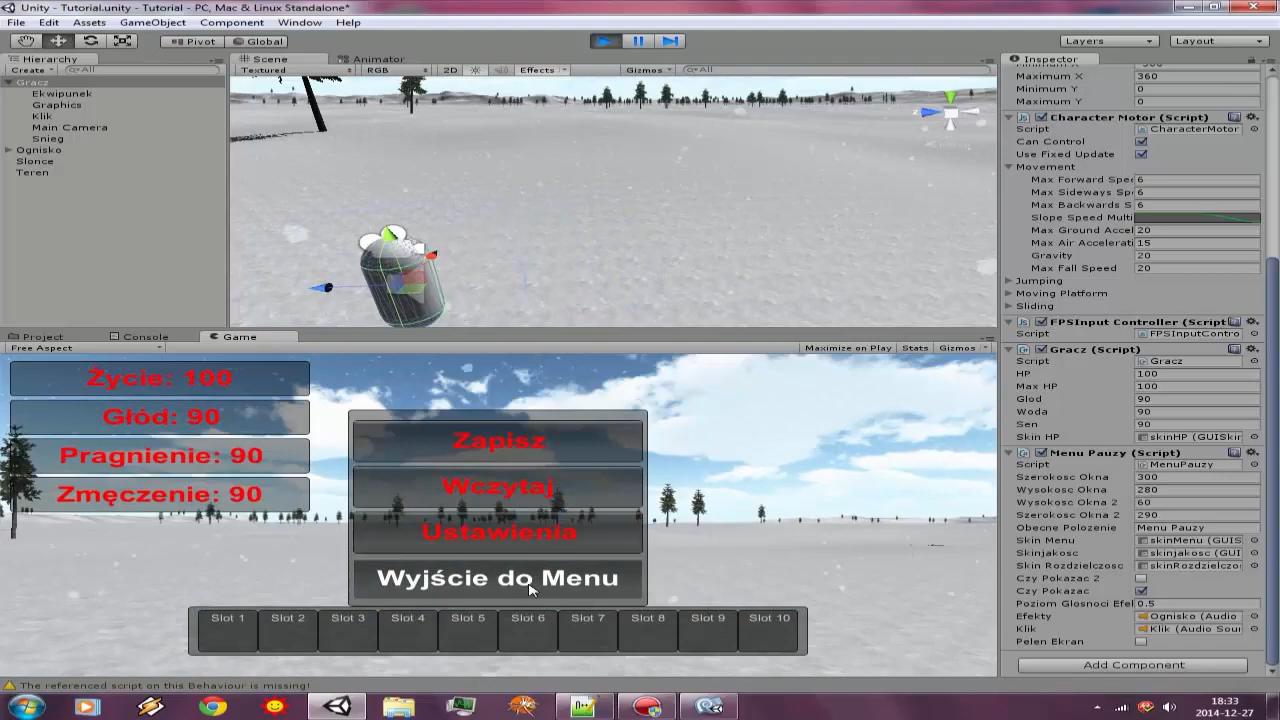 Unity - Tutorial.unity - Tutorial - PC, Mac & Linux Standalone*
File Edit Assets GameObject Component Window Help
Pivot Global Layers Layout
Hierarchy
Create All
Gracz
Ekwipunek
Graphics
Klik
Main Camera
Snieg
Ognisko
Slonce
Teren
Scene Animator
Textured RGB 2D Effects Gizmos All
Project Console Game
Free Aspect Maximize on Play Stats Gizmos
Życie: 100
Głód: 90
Pragnienie: 90
Zmęczenie: 90
Zapisz
Wczytaj
Ustawienia
Wyjście do Menu
Slot 1 Slot 2 Slot 3 Slot 4 Slot 5 Slot 6 Slot 7 Slot 8 Slot 9 Slot 10
Inspector
Maximum X 360
Minimum Y 0
Maximum Y 0
Character Motor (Script)
Script CharacterMotor
Can Control
Use Fixed Update
Movement
Max Forward Spee 6
Max Sideways Sp 6
Max Backwards S 6
Slope Speed Multi
Max Ground Accel 20
Max Air Accelerati 15
Gravity 20
Max Fall Speed 20
Jumping
Moving Platform
Sliding
FPSInput Controller (Script
Script FPSInputContro
Gracz (Script)
Script Gracz
HP 100
Max HP 100
Glod 90
Woda 90
Sen 90
Skin HP skinHP (GUISkir
Menu Pauzy (Script)
Script MenuPauzy
Szerokosc Okna 300
Wysokosc Okna 280
Wysokosc Okna 2 60
Szerokosc Okna 2 290
Obecne Polozenie Menu Pauzy
Skin Menu skinMenu (GUIS
Skinjakosc skinjakosc (GUI
Skin Rozdzielczo skinRozdzielczo
Czy Pokazac 2
Czy Pokazac
Poziom Glosnoci Efel 0.5
Efekty Ognisko (Audio
Klik Klik (Audio Sour
Pelen Ekran
Add Component
The referenced script on this Behaviour is missing!
18:33
2014-12-27